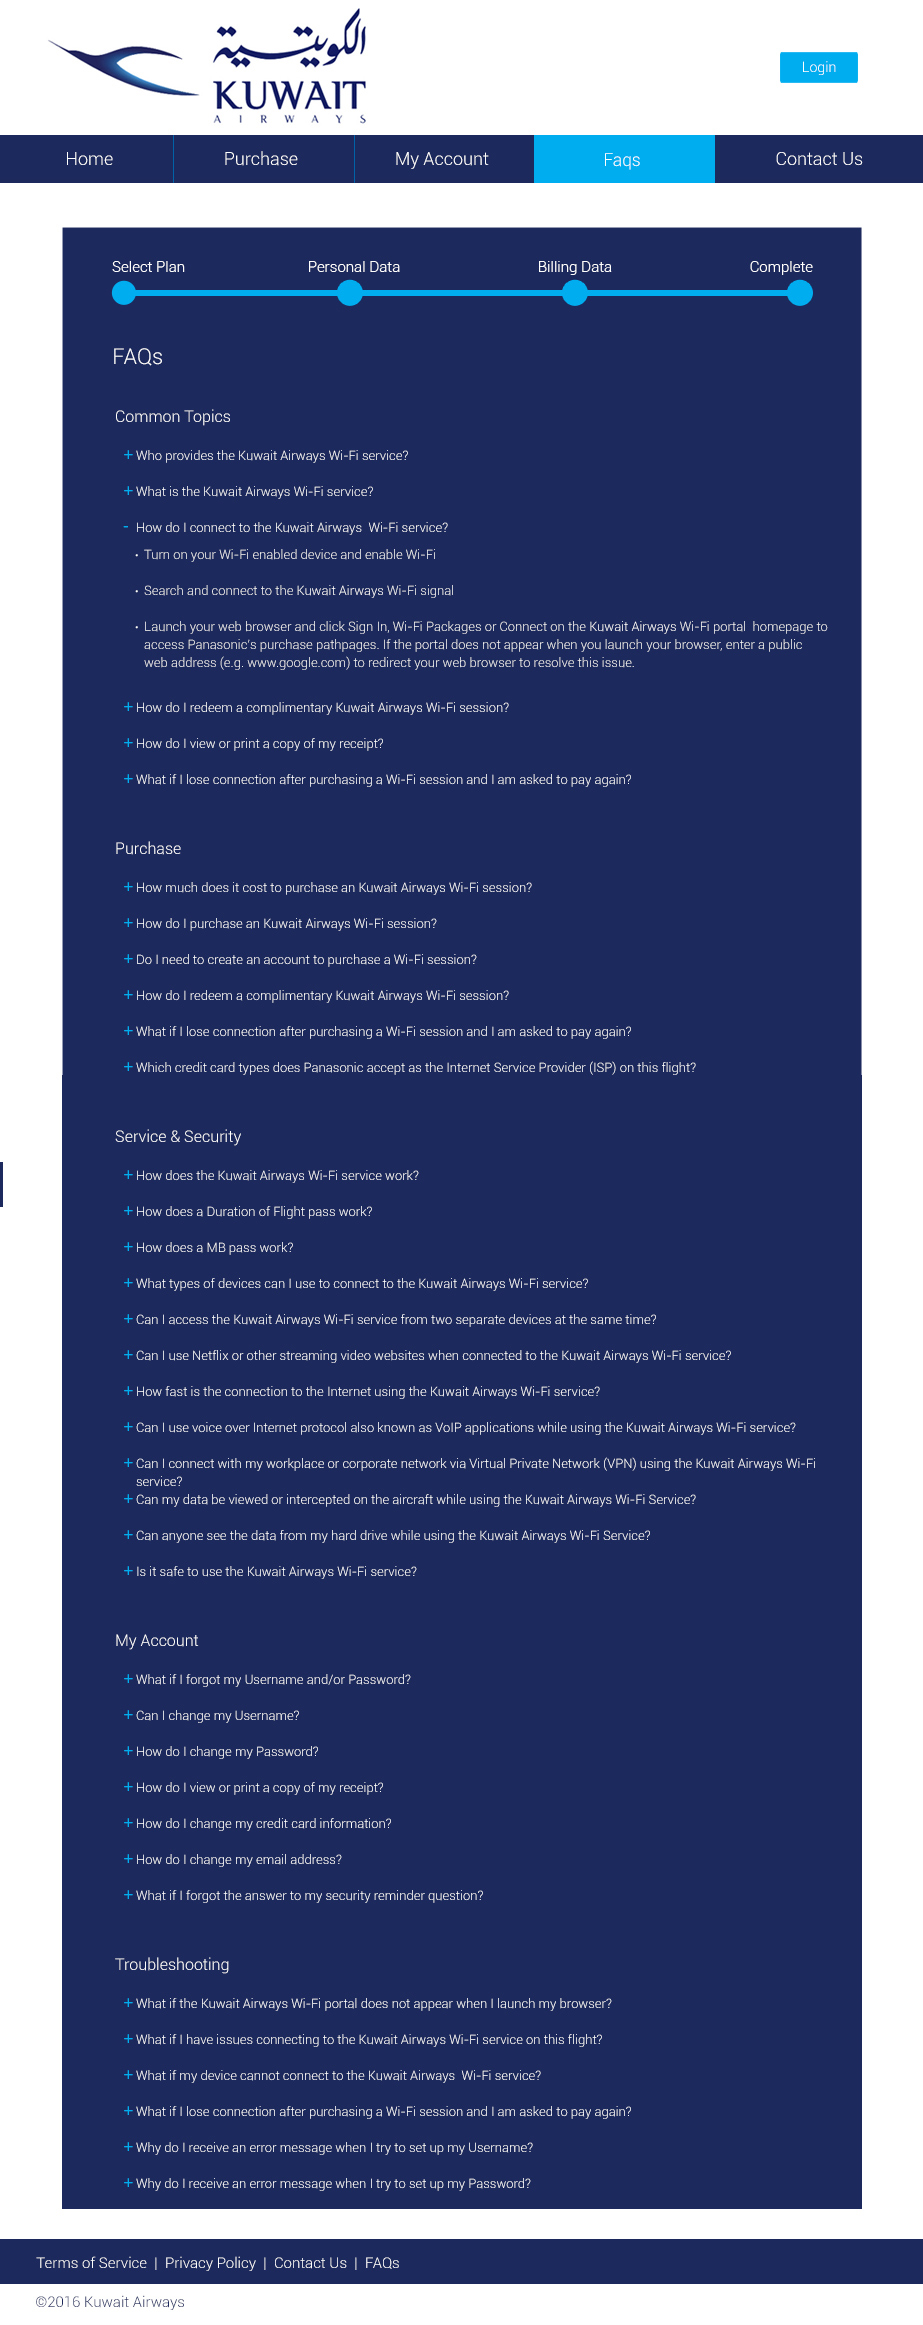 الكويتية
KUWAIT
AIRWAYS
Login
Home
Purchase
My Account
Faqs
Contact Us
Select Plan
Personal Data
Billing Data
Complete
FAQs
Common Topics
+ Who provides the Kuwait Airways Wi-Fi service?
+ What is the Kuwait Airways Wi-Fi service?
- How do I connect to the Kuwait Airways  Wi-Fi service?
• Turn on your Wi-Fi enabled device and enable Wi-Fi
• Search and connect to the Kuwait Airways Wi-Fi signal
• Launch your web browser and click Sign In, Wi-Fi Packages or Connect on the Kuwait Airways Wi-Fi portal  homepage to
access Panasonic's purchase pathpages. If the portal does not appear when you launch your browser, enter a public
web address (e.g. www.google.com) to redirect your web browser to resolve this issue.
+ How do I redeem a complimentary Kuwait Airways Wi-Fi session?
+ How do I view or print a copy of my receipt?
+ What if I lose connection after purchasing a Wi-Fi session and I am asked to pay again?
Purchase
+ How much does it cost to purchase an Kuwait Airways Wi-Fi session?
+ How do I purchase an Kuwait Airways Wi-Fi session?
+ Do I need to create an account to purchase a Wi-Fi session?
+ How do I redeem a complimentary Kuwait Airways Wi-Fi session?
+ What if I lose connection after purchasing a Wi-Fi session and I am asked to pay again?
+ Which credit card types does Panasonic accept as the Internet Service Provider (ISP) on this flight?
Service & Security
+ How does the Kuwait Airways Wi-Fi service work?
+ How does a Duration of Flight pass work?
+ How does a MB pass work?
+ What types of devices can I use to connect to the Kuwait Airways Wi-Fi service?
+ Can I access the Kuwait Airways Wi-Fi service from two separate devices at the same time?
+ Can I use Netflix or other streaming video websites when connected to the Kuwait Airways Wi-Fi service?
+ How fast is the connection to the Internet using the Kuwait Airways Wi-Fi service?
+ Can I use voice over Internet protocol also known as VoIP applications while using the Kuwait Airways Wi-Fi service?
+ Can I connect with my workplace or corporate network via Virtual Private Network (VPN) using the Kuwait Airways Wi-Fi
service?
+ Can my data be viewed or intercepted on the aircraft while using the Kuwait Airways Wi-Fi Service?
+ Can anyone see the data from my hard drive while using the Kuwait Airways Wi-Fi Service?
+ Is it safe to use the Kuwait Airways Wi-Fi service?
My Account
+ What if I forgot my Username and/or Password?
+ Can I change my Username?
+ How do I change my Password?
+ How do I view or print a copy of my receipt?
+ How do I change my credit card information?
+ How do I change my email address?
+ What if I forgot the answer to my security reminder question?
Troubleshooting
+ What if the Kuwait Airways Wi-Fi portal does not appear when I launch my browser?
+ What if I have issues connecting to the Kuwait Airways Wi-Fi service on this flight?
+ What if my device cannot connect to the Kuwait Airways  Wi-Fi service?
+ What if I lose connection after purchasing a Wi-Fi session and I am asked to pay again?
+ Why do I receive an error message when I try to set up my Username?
+ Why do I receive an error message when I try to set up my Password?
Terms of Service | Privacy Policy | Contact Us | FAQs
©2016 Kuwait Airways